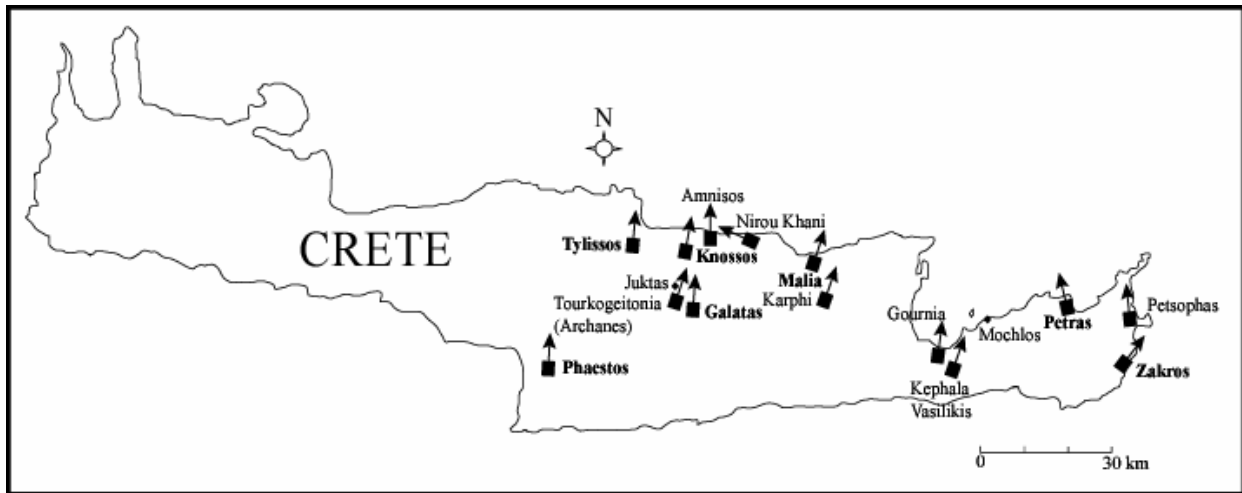 N
Amnisos
Nirou Khani
CRETE
Tylissos
Knossos
Malia
Juktas
Karphi
Tourkogeitonia
(Archanes)
Galatas
Gournia
Mochlos
Petras
Petsophas
Phaestos
Zakros
Kephala
Vasilikis
0 30 km